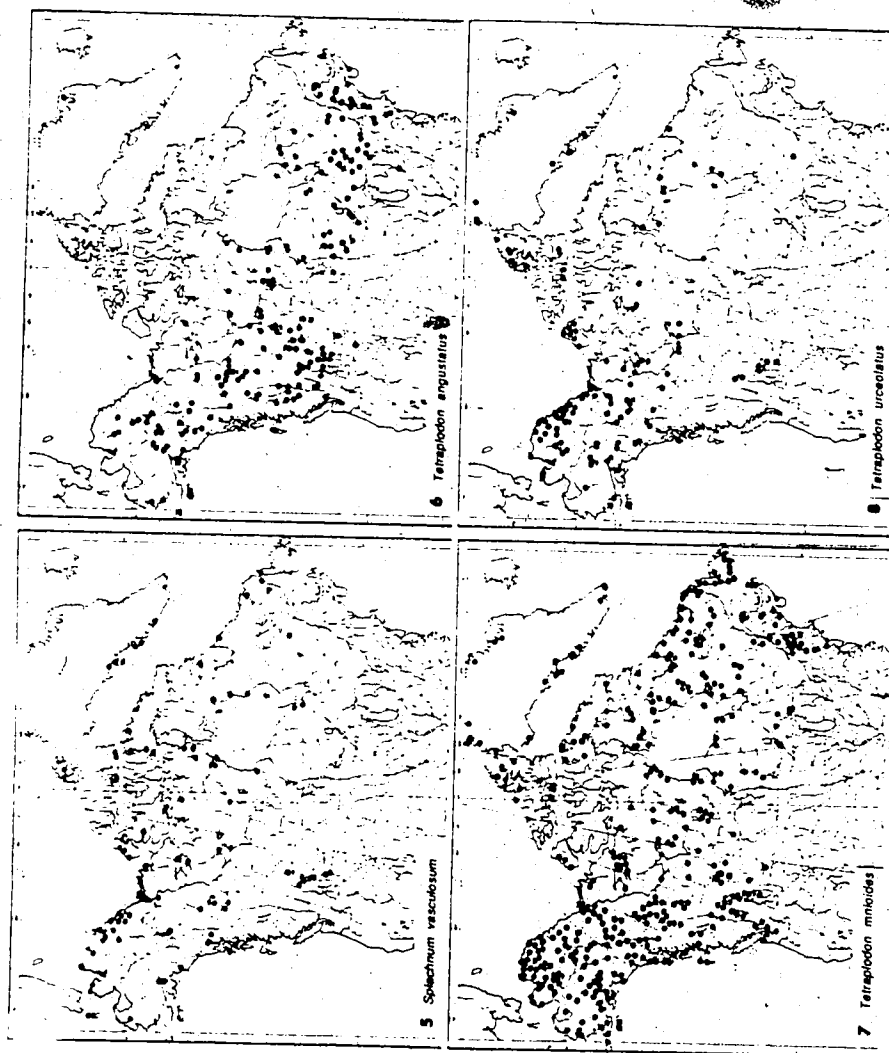 5 Splachnum vasculosum
6 Tetraplodon angustatus
7 Tetraplodon mnioides
8 Tetraplodon urceolatus